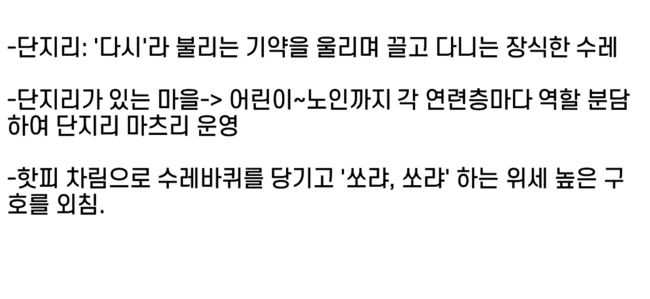 -단지리: '다시'라 불리는 기약을 울리며 끌고 다니는 장식한 수레
-단지리가 있는 마을-> 어린이~노인까지 각 연련층마다 역할 분담
하여 단지리 마츠리 운영
-핫피 차림으로 수레바퀴를 당기고 '쏘랴, 쏘랴' 하는 위세 높은 구
호를 외침.